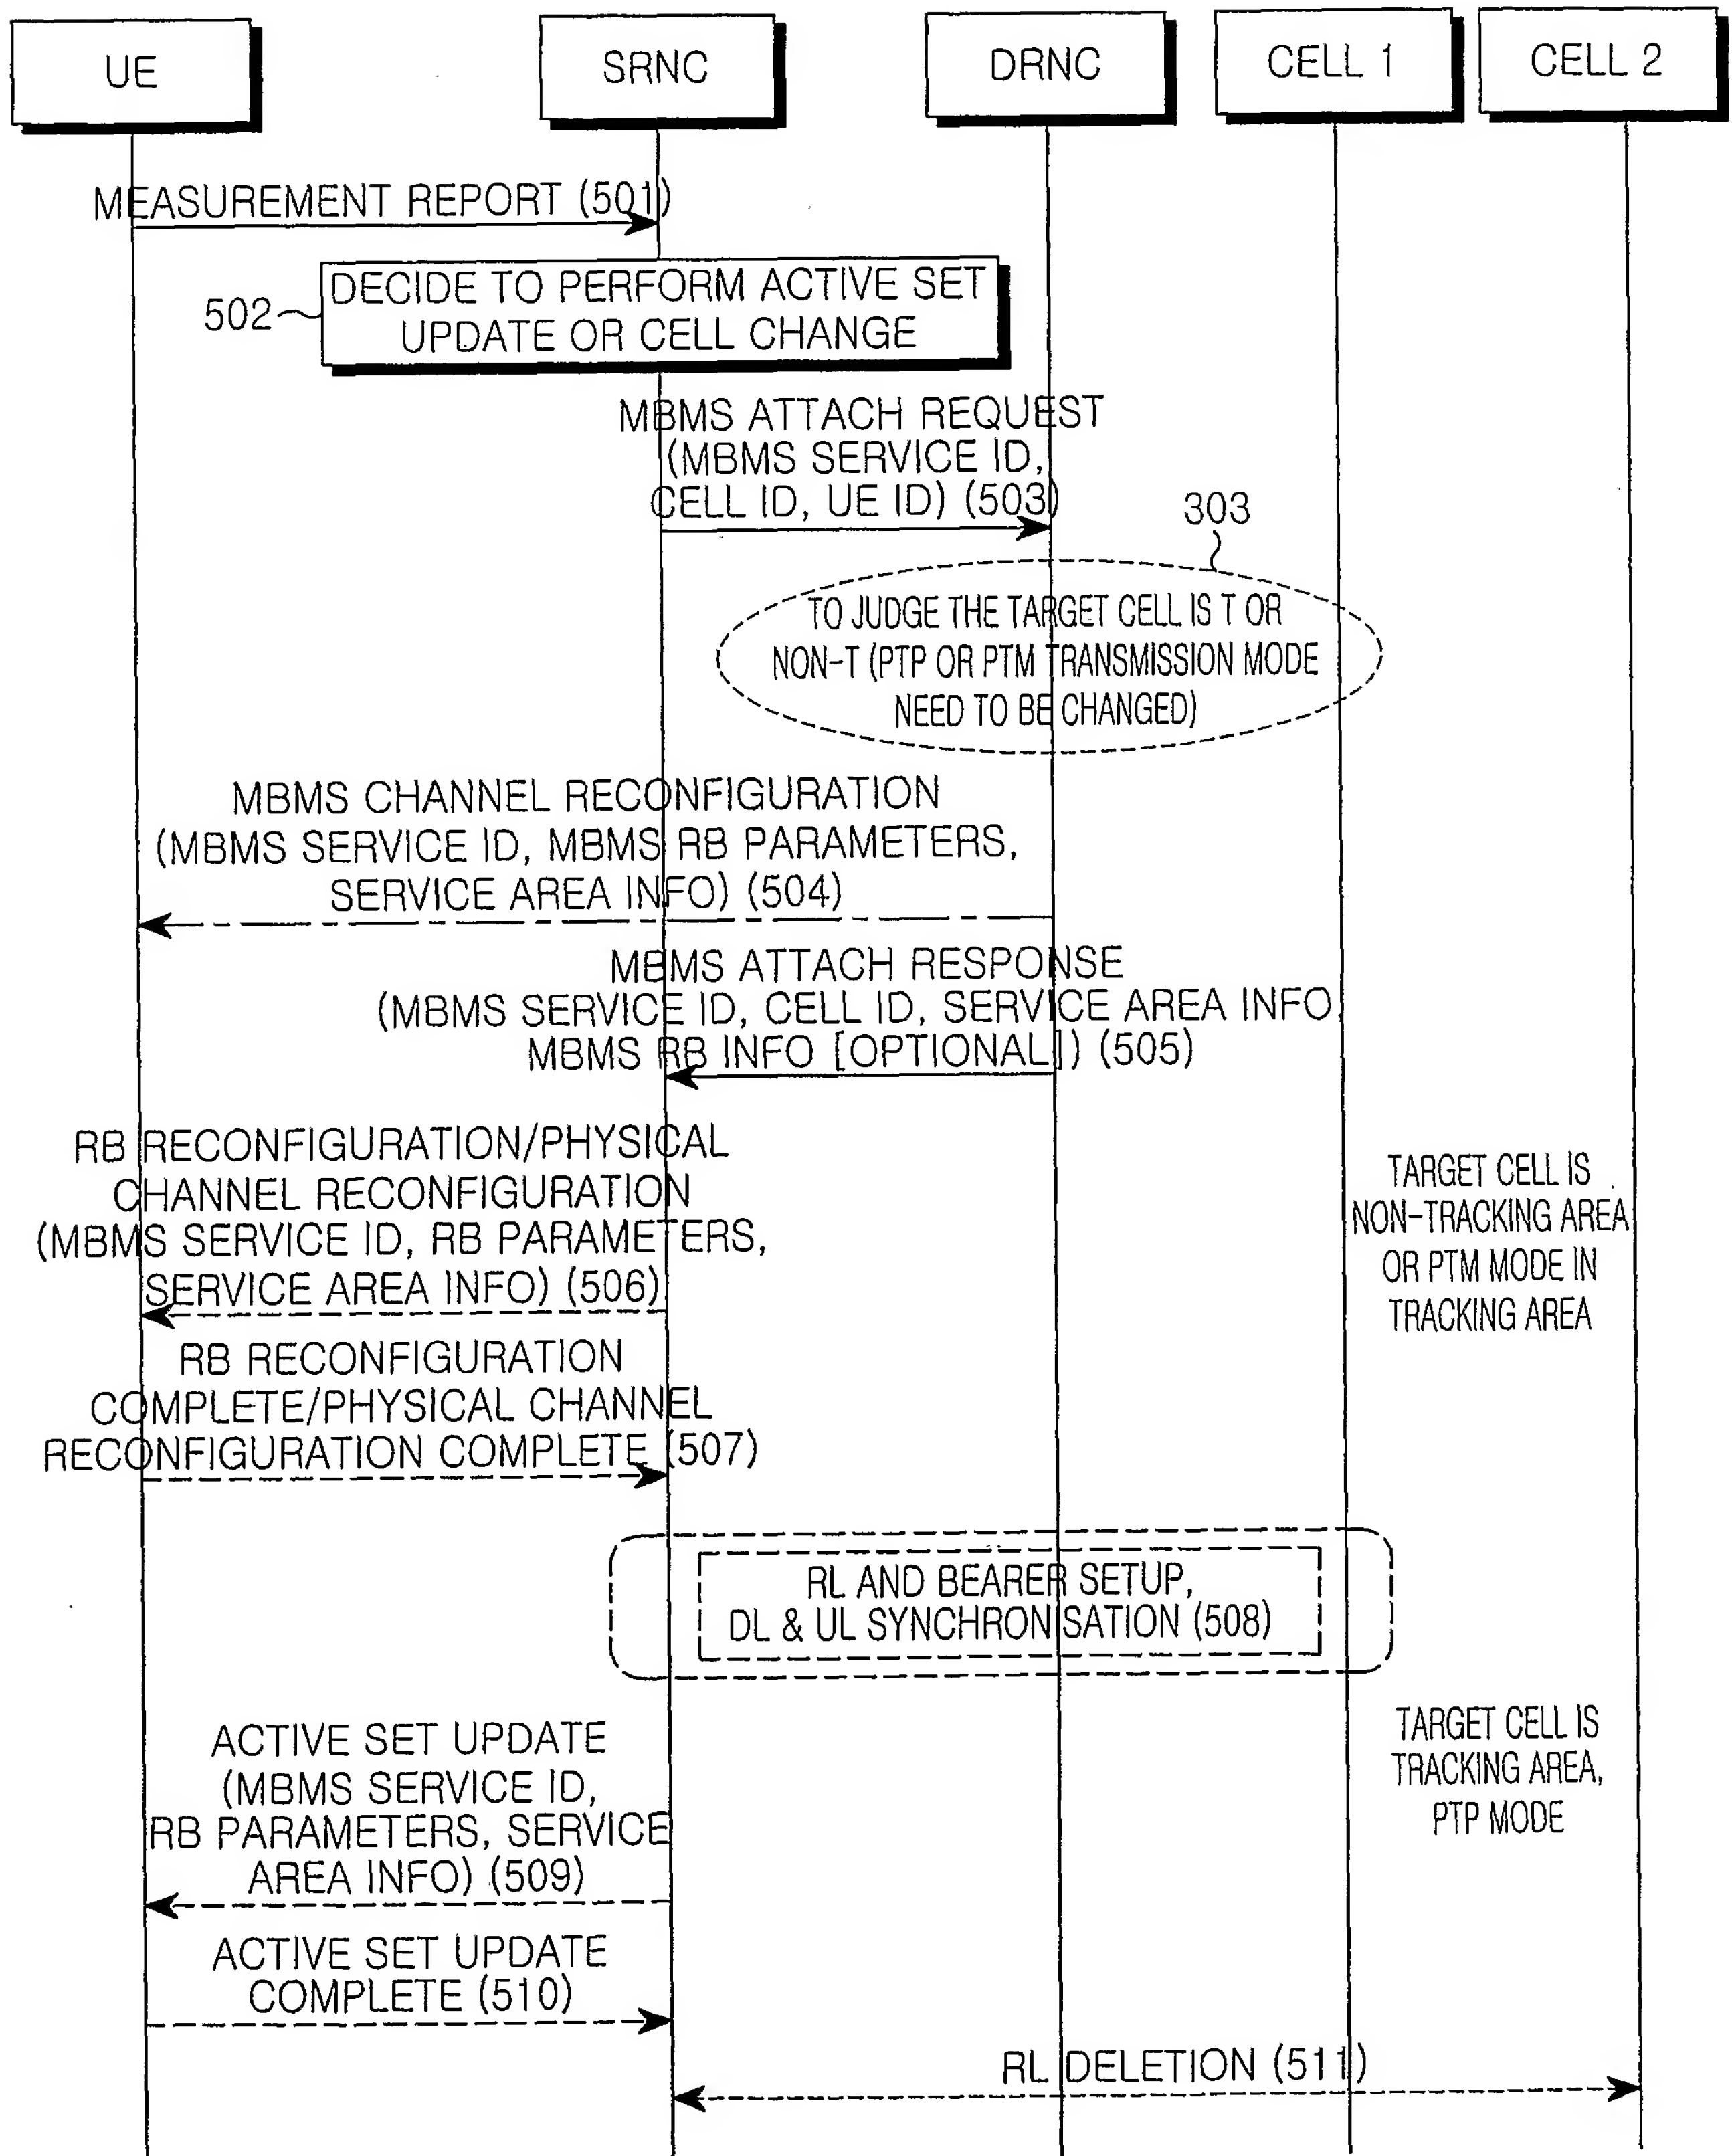 UE
SRNC
DRNC
CELL 1
CELL 2
MEASUREMENT REPORT (501)
502
DECIDE TO PERFORM ACTIVE SET
UPDATE OR CELL CHANGE
MBMS ATTACH REQUEST
(MBMS SERVICE ID,
CELL ID, UE ID) (503)
303
TO JUDGE THE TARGET CELL IS T OR
NON-T (PTP OR PTM TRANSMISSION MODE
NEED TO BE CHANGED)
MBMS CHANNEL RECONFIGURATION
(MBMS SERVICE ID, MBMS RB PARAMETERS,
SERVICE AREA INFO) (504)
MBMS ATTACH RESPONSE
(MBMS SERVICE ID, CELL ID, SERVICE AREA INFO
MBMS RB INFO [OPTIONAL]) (505)
RB RECONFIGURATION/PHYSICAL
CHANNEL RECONFIGURATION
(MBMS SERVICE ID, RB PARAMETERS,
SERVICE AREA INFO) (506)
TARGET CELL IS
NON-TRACKING AREA
OR PTM MODE IN
TRACKING AREA
RB RECONFIGURATION
COMPLETE/PHYSICAL CHANNEL
RECONFIGURATION COMPLETE (507)
RL AND BEARER SETUP,
DL & UL SYNCHRONISATION (508)
ACTIVE SET UPDATE
(MBMS SERVICE ID,
RB PARAMETERS, SERVICE
AREA INFO) (509)
TARGET CELL IS
TRACKING AREA,
PTP MODE
ACTIVE SET UPDATE
COMPLETE (510)
RL DELETION (511)